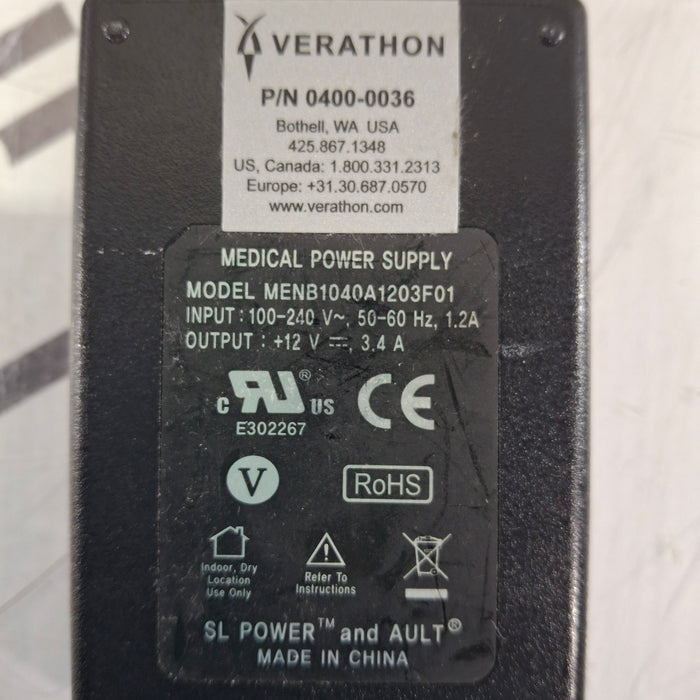 VERATHON
P/N 0400-0036
Bothell, WA USA
425.867.1348
US, Canada: 1.800.331.2313
Europe: +31.30.687.0570
www.verathon.com
MEDICAL POWER SUPPLY
MODEL MENB1040A1203F01
INPUT : 100-240 V~, 50-60 Hz, 1.2A
OUTPUT : +12 V ⎓, 3.4 A
c RU® US CE
E302267
V RoHS
Indoor, Dry
Location
Use Only
Refer To
Instructions
SL POWER™ and AULT®
MADE IN CHINA